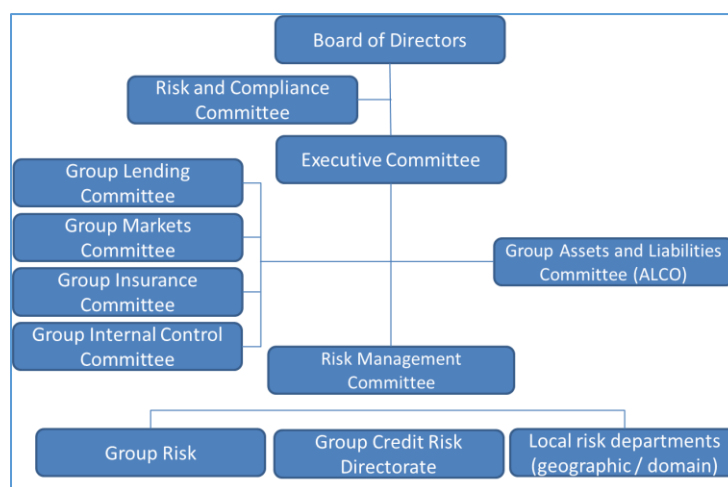 Board of Directors
Risk and Compliance
Committee
Executive Committee
Group Lending
Committee
Group Markets
Committee
Group Insurance
Committee
Group Internal Control
Committee
Group Assets and Liabilities
Committee (ALCO)
Risk Management
Committee
Group Risk
Group Credit Risk
Directorate
Local risk departments
(geographic / domain)